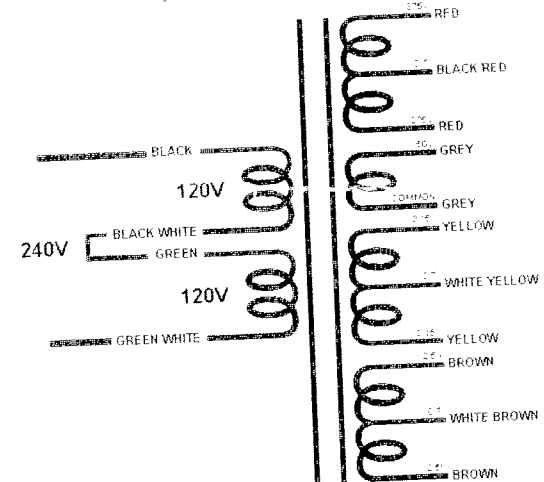 RED
BLACK RED
RED
GREY
COMMON
GREY
YELLOW
WHITE YELLOW
YELLOW
BROWN
WHITE BROWN
BROWN
BLACK
120V
BLACK WHITE
240V
GREEN
120V
GREEN WHITE